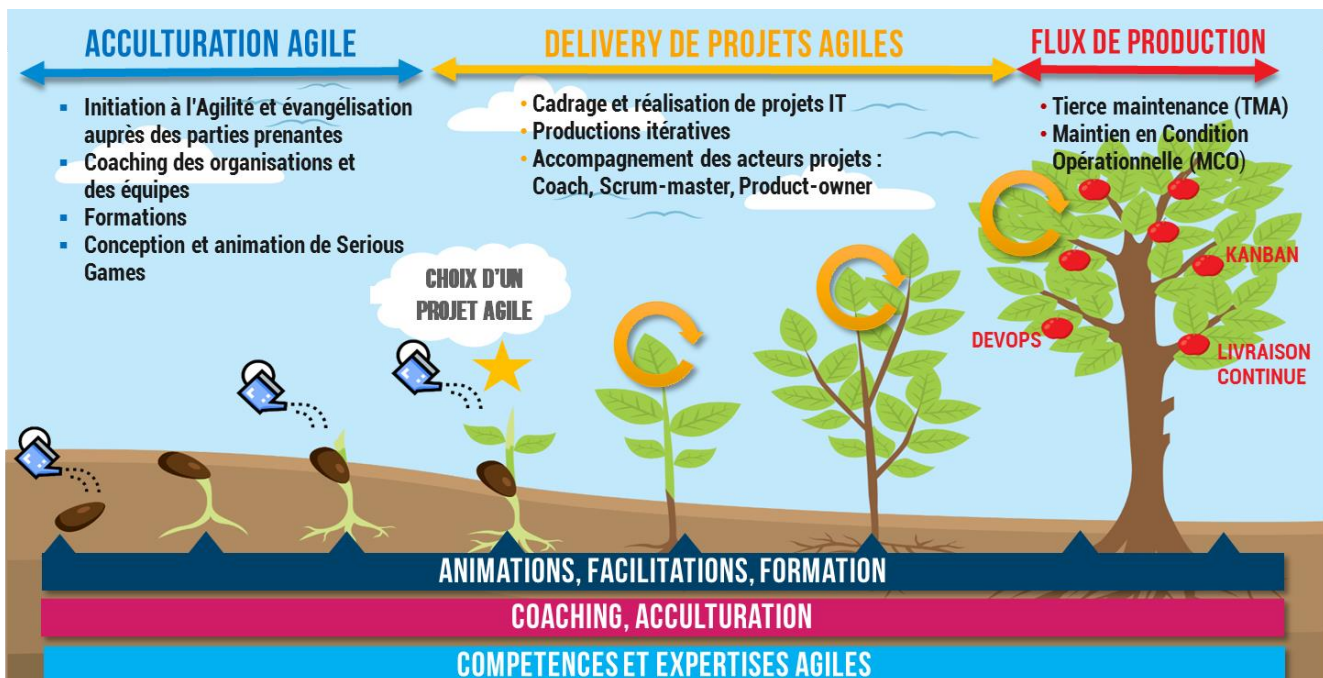 ACCULTURATION AGILE
Initiation à l'Agilité et évangélisation
auprès des parties prenantes
Coaching des organisations et
des équipes
Formations
Conception et animation de Serious
Games
DELIVERY DE PROJETS AGILES
Cadrage et réalisation de projets IT
Productions itératives
Accompagnement des acteurs projets :
Coach, Scrum-master, Product-owner
FLUX DE PRODUCTION
Tierce maintenance (TMA)
Maintien en Condition
Opérationnelle (MCO)
CHOIX D'UN
PROJET AGILE
KANBAN
DEVOPS
LIVRAISON
CONTINUE
ANIMATIONS, FACILITATIONS, FORMATION
COACHING, ACCULTURATION
COMPETENCES ET EXPERTISES AGILES